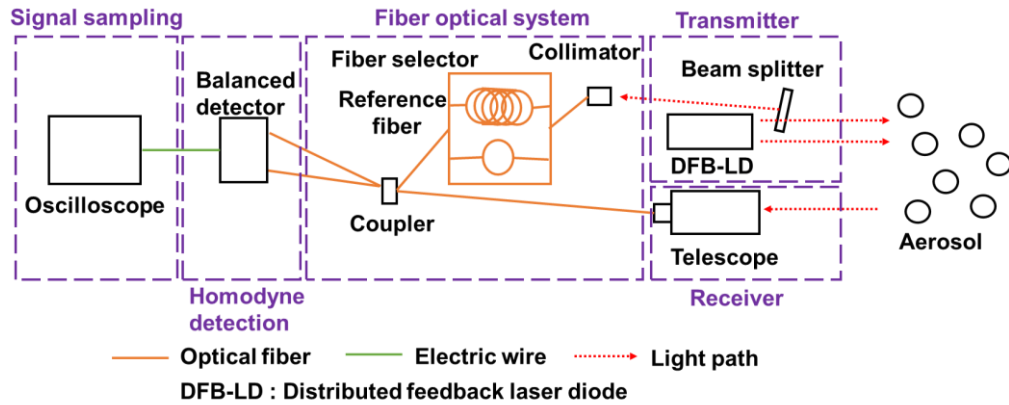 Signal sampling
Fiber optical system
Transmitter
Fiber selector
Collimator
Beam splitter
Balanced
detector
Reference
fiber
DFB-LD
Oscilloscope
Coupler
Telescope
Aerosol
Homodyne
detection
Receiver
Optical fiber
Electric wire
Light path
DFB-LD : Distributed feedback laser diode